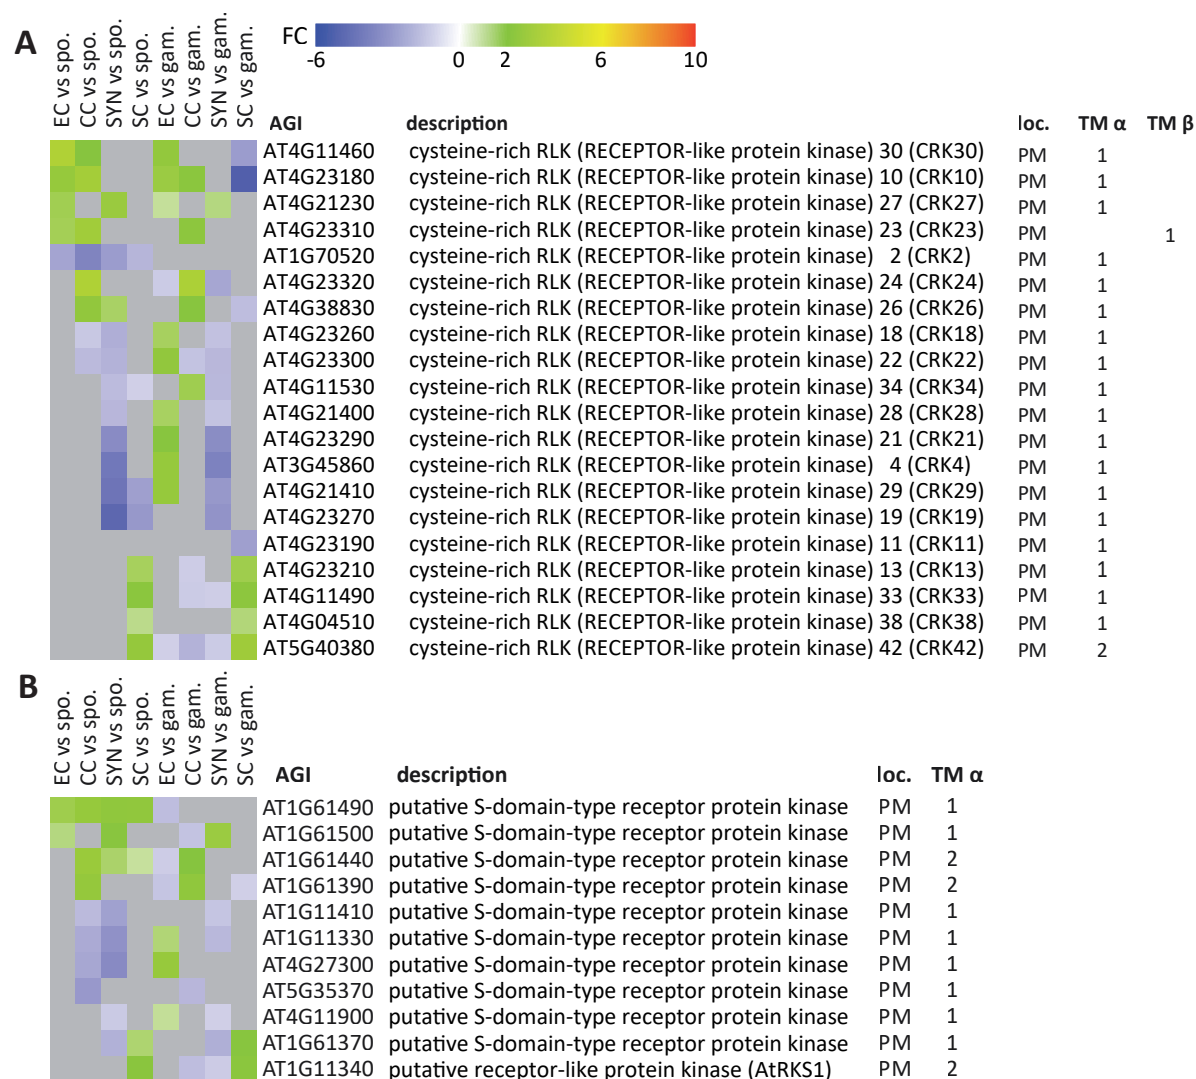 A
FC
-6 0 2 6 10
EC vs spo.
CC vs spo.
SYN vs spo.
SC vs spo.
EC vs gam.
CC vs gam.
SYN vs gam.
SC vs gam.
AGI description loc. TM α TM β
AT4G11460 cysteine-rich RLK (RECEPTOR-like protein kinase) 30 (CRK30) PM 1
AT4G23180 cysteine-rich RLK (RECEPTOR-like protein kinase) 10 (CRK10) PM 1
AT4G21230 cysteine-rich RLK (RECEPTOR-like protein kinase) 27 (CRK27) PM 1
AT4G23310 cysteine-rich RLK (RECEPTOR-like protein kinase) 23 (CRK23) PM 1
AT1G70520 cysteine-rich RLK (RECEPTOR-like protein kinase) 2 (CRK2) PM 1
AT4G23320 cysteine-rich RLK (RECEPTOR-like protein kinase) 24 (CRK24) PM 1
AT4G38830 cysteine-rich RLK (RECEPTOR-like protein kinase) 26 (CRK26) PM 1
AT4G23260 cysteine-rich RLK (RECEPTOR-like protein kinase) 18 (CRK18) PM 1
AT4G23300 cysteine-rich RLK (RECEPTOR-like protein kinase) 22 (CRK22) PM 1
AT4G11530 cysteine-rich RLK (RECEPTOR-like protein kinase) 34 (CRK34) PM 1
AT4G21400 cysteine-rich RLK (RECEPTOR-like protein kinase) 28 (CRK28) PM 1
AT4G23290 cysteine-rich RLK (RECEPTOR-like protein kinase) 21 (CRK21) PM 1
AT3G45860 cysteine-rich RLK (RECEPTOR-like protein kinase) 4 (CRK4) PM 1
AT4G21410 cysteine-rich RLK (RECEPTOR-like protein kinase) 29 (CRK29) PM 1
AT4G23270 cysteine-rich RLK (RECEPTOR-like protein kinase) 19 (CRK19) PM 1
AT4G23190 cysteine-rich RLK (RECEPTOR-like protein kinase) 11 (CRK11) PM 1
AT4G23210 cysteine-rich RLK (RECEPTOR-like protein kinase) 13 (CRK13) PM 1
AT4G11490 cysteine-rich RLK (RECEPTOR-like protein kinase) 33 (CRK33) PM 1
AT4G04510 cysteine-rich RLK (RECEPTOR-like protein kinase) 38 (CRK38) PM 1
AT5G40380 cysteine-rich RLK (RECEPTOR-like protein kinase) 42 (CRK42) PM 2
B
EC vs spo.
CC vs spo.
SYN vs spo.
SC vs spo.
EC vs gam.
CC vs gam.
SYN vs gam.
SC vs gam.
AGI description loc. TM α
AT1G61490 putative S-domain-type receptor protein kinase PM 1
AT1G61500 putative S-domain-type receptor protein kinase PM 1
AT1G61440 putative S-domain-type receptor protein kinase PM 2
AT1G61390 putative S-domain-type receptor protein kinase PM 2
AT1G11410 putative S-domain-type receptor protein kinase PM 1
AT1G11330 putative S-domain-type receptor protein kinase PM 1
AT4G27300 putative S-domain-type receptor protein kinase PM 1
AT5G35370 putative S-domain-type receptor protein kinase PM 1
AT4G11900 putative S-domain-type receptor protein kinase PM 1
AT1G61370 putative S-domain-type receptor protein kinase PM 1
AT1G11340 putative receptor-like protein kinase (AtRKS1) PM 2